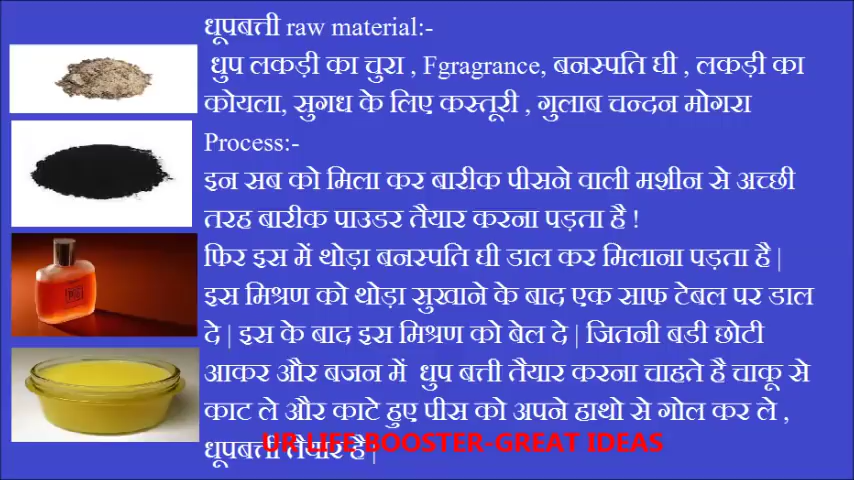 धूपबत्ती raw material:-
धुप लकड़ी का चुरा , Fgragrance, बनस्पति घी , लकड़ी का
कोयला, सुगध के लिए कस्तूरी , गुलाब चन्दन मोगरा
Process:-
इन सब को मिला कर बारीक पीसने वाली मशीन से अच्छी
तरह बारीक पाउडर तैयार करना पड़ता है !
फिर इस में थोड़ा बनस्पति घी डाल कर मिलाना पड़ता है |
इस मिश्रण को थोड़ा सुखाने के बाद एक साफ टेबल पर डाल
दे | इस के बाद इस मिश्रण को बेल दे | जितनी बडी छोटी
आकर और बजन में धुप बत्ती तैयार करना चाहते है चाकू से
काट ले और काटे हुए पीस को अपने हाथो से गोल कर ले ,
धूपबत्ती तैयार है |
UR LIFE BOOSTER-GREAT IDEAS